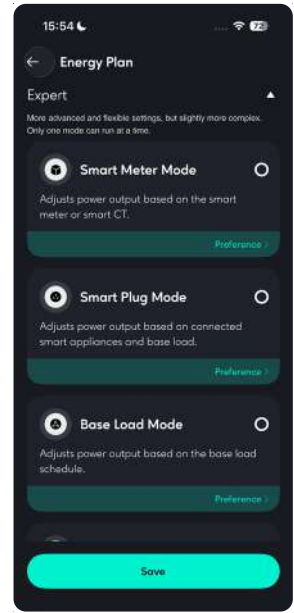 15:54
72
Energy Plan
Expert
More advanced and flexible settings, but slightly more complex.
Only one mode can run at a time.
Smart Meter Mode
Adjusts power output based on the smart
meter or smart CT.
Preference >
Smart Plug Mode
Adjusts power output based on connected
smart appliances and base load.
Preference >
Base Load Mode
Adjusts power output based on the base load
schedule.
Preference >
Save